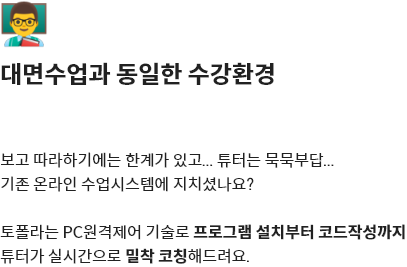 대면수업과 동일한 수강환경
보고 따라하기에는 한계가 있고... 튜터는 묵묵부답...
기존 온라인 수업시스템에 지치셨나요?
토폴라는 PC원격제어 기술로 프로그램 설치부터 코드작성까지
튜터가 실시간으로 밀착 코칭해드려요.